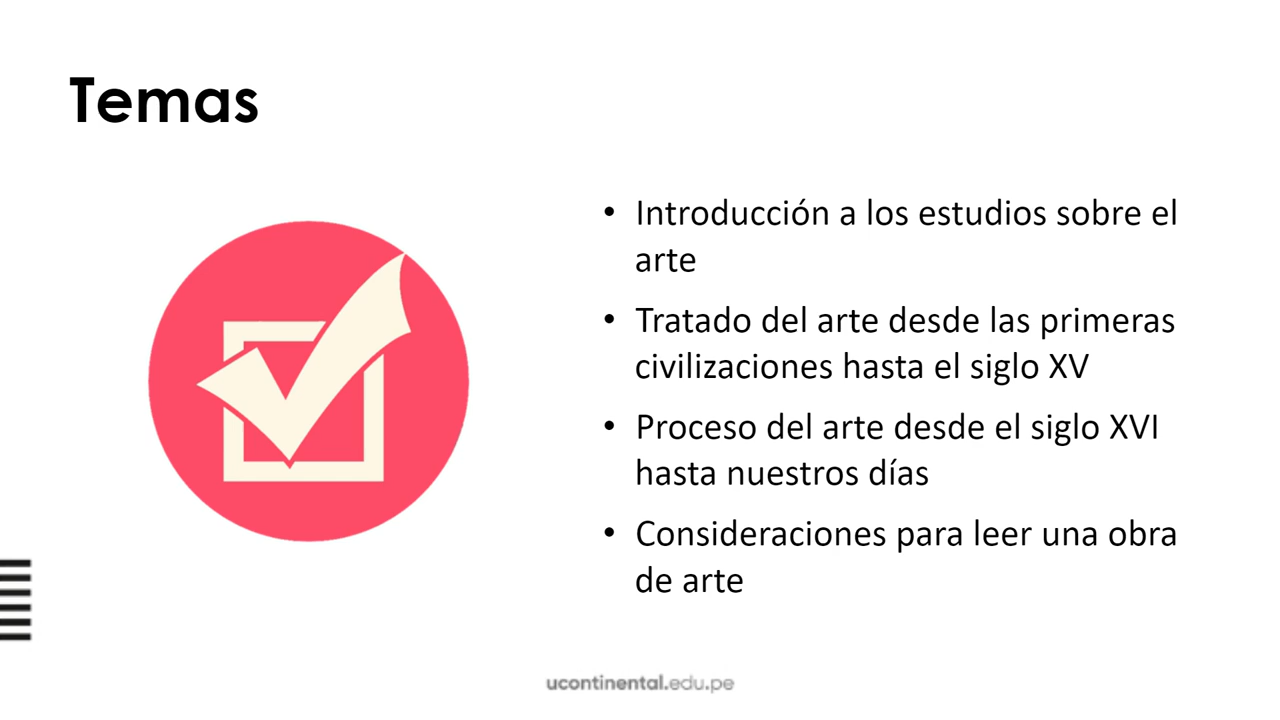 Temas
• Introducción a los estudios sobre el
arte
• Tratado del arte desde las primeras
civilizaciones hasta el siglo XV
• Proceso del arte desde el siglo XVI
hasta nuestros días
• Consideraciones para leer una obra
de arte
ucontinental.edu.pe